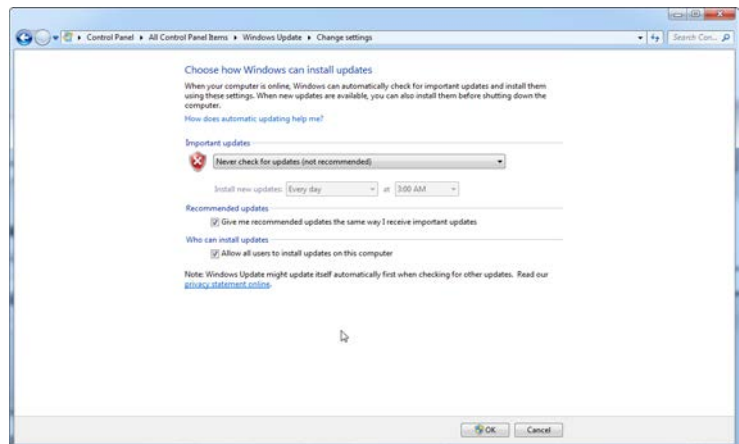 Control Panel ▸ All Control Panel Items ▸ Windows Update ▸ Change settings
Search Con...
Choose how Windows can install updates
When your computer is online, Windows can automatically check for important updates and install them
using these settings. When new updates are available, you can also install them before shutting down the
computer.
How does automatic updating help me?
Important updates
Never check for updates (not recommended)
Install new updates: Every day at 3:00 AM
Recommended updates
Give me recommended updates the same way I receive important updates
Who can install updates
Allow all users to install updates on this computer
Note: Windows Update might update itself automatically first when checking for other updates. Read our
privacy statement online.
OK Cancel